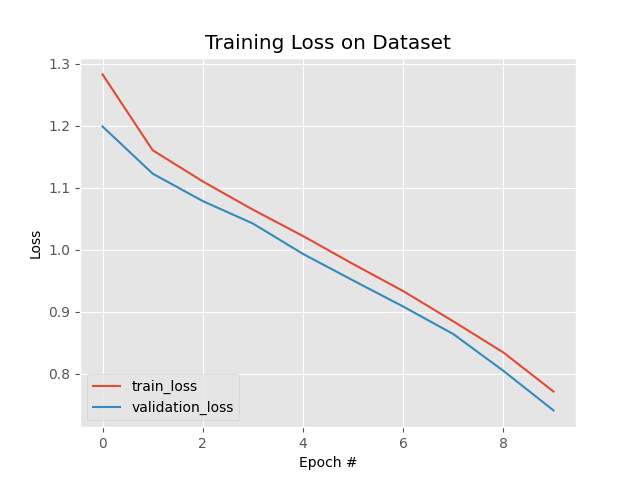 Training Loss on Dataset
1.3
1.2
1.1
1.0
0.9
0.8
Loss
train_loss
validation_loss
0 2 4 6 8
Epoch #